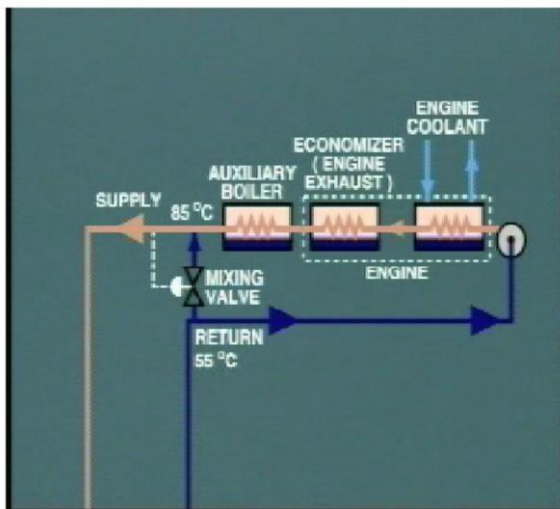 ENGINE
COOLANT
ECONOMIZER
( ENGINE
EXHAUST )
AUXILIARY
BOILER
SUPPLY
85 °C
ENGINE
MIXING
VALVE
RETURN
55 °C